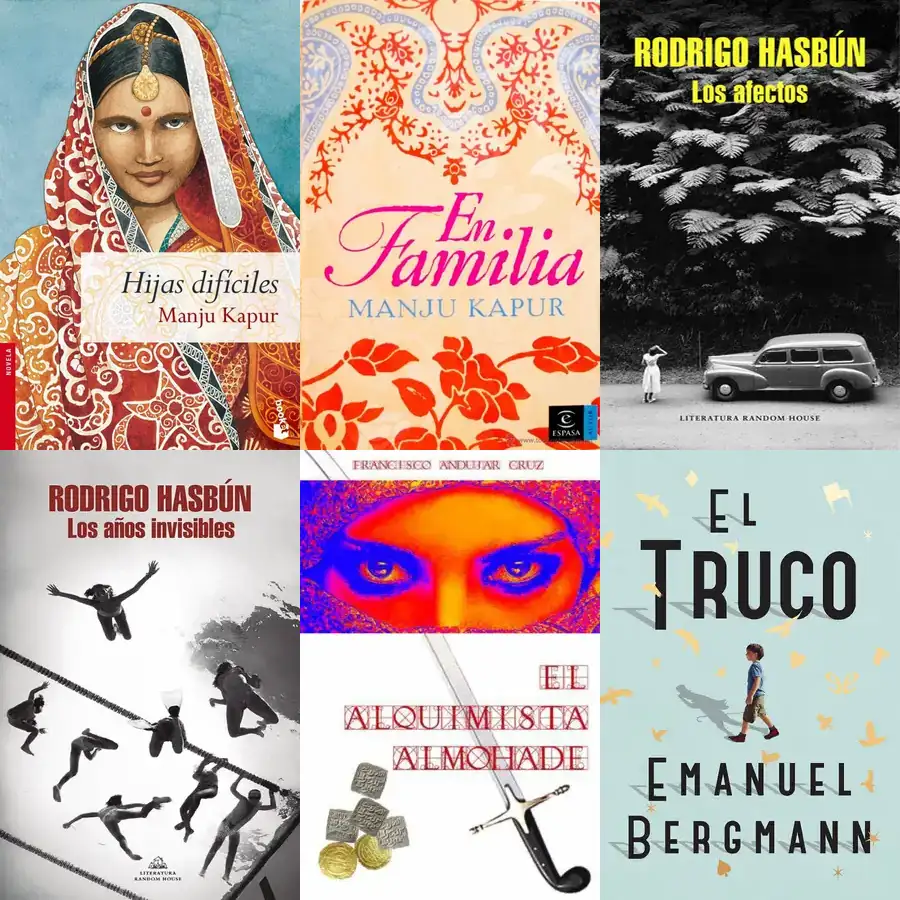 Hijas difíciles
Manju Kapur
NOVELA
booket
En
Familia
MANJU KAPUR
e
ESPASA
RODRIGO HASBÚN
Los afectos
LITERATURA RANDOM HOUSE
RODRIGO HASBÚN
Los años invisibles
LITERATURA
RANDOM HOUSE
FRANCISCO ANDUJAR CRUZ
EL
ALQUIMISTA
ALMOHADE
EL
TRUCO
EMANUEL
BERGMANN